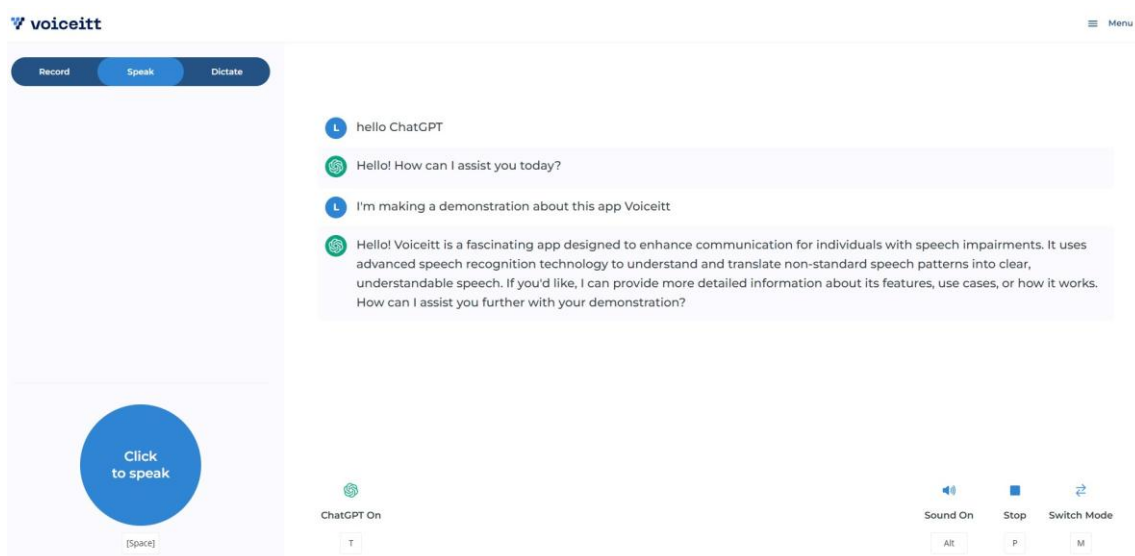 voiceitt
Menu
Record
Speak
Dictate
L
hello ChatGPT
Hello! How can I assist you today?
L
I'm making a demonstration about this app Voiceitt
Hello! Voiceitt is a fascinating app designed to enhance communication for individuals with speech impairments. It uses
advanced speech recognition technology to understand and translate non-standard speech patterns into clear,
understandable speech. If you'd like, I can provide more detailed information about its features, use cases, or how it works.
How can I assist you further with your demonstration?
Click
to speak
[Space]
ChatGPT On
T
Sound On
Alt
Stop
P
Switch Mode
M